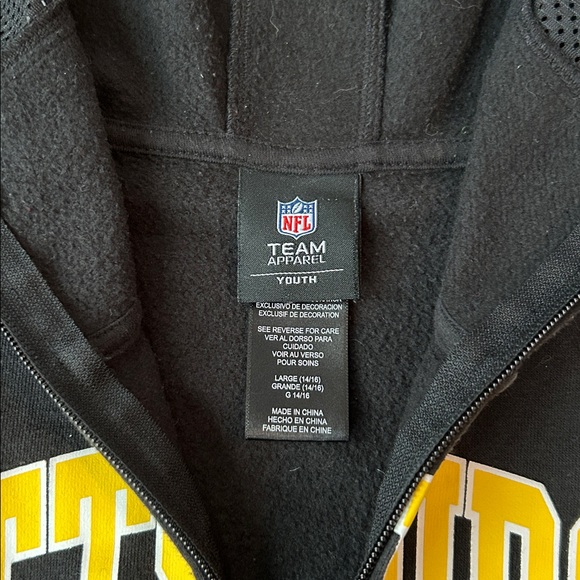 NFL
TEAM
APPAREL
YOUTH
EXCLUSIVO DE DECORACION
EXCLUSIF DE DECORATION
SEE REVERSE FOR CARE
VER AL DORSO PARA
CUIDADO
VOIR AU VERSO
POUR SOINS
LARGE (14/16)
GRANDE (14/16)
G 14/16
MADE IN CHINA
HECHO EN CHINA
FABRIQUE EN CHINE